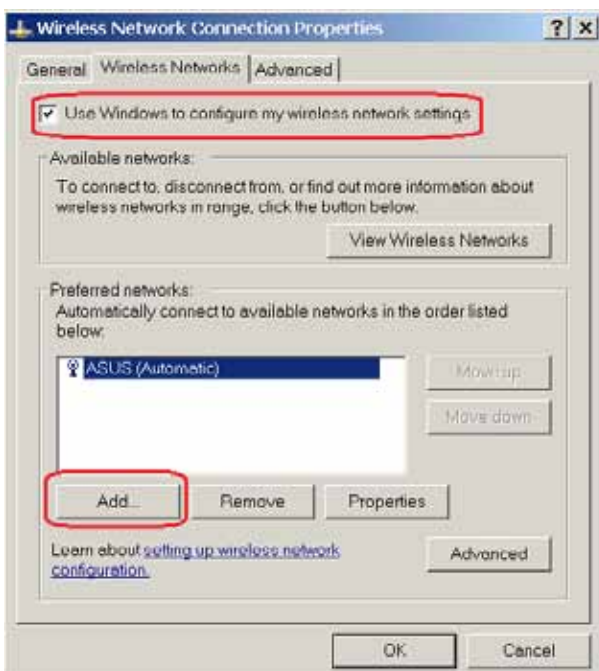 Wireless Network Connection Properties
General Wireless Networks Advanced
Use Windows to configure my wireless network settings
Available networks:
To connect to, disconnect from, or find out more information about
wireless networks in range, click the button below.
View Wireless Networks
Preferred networks:
Automatically connect to available networks in the order listed
below:
ASUS (Automatic)
Move up
Move down
Add...
Remove
Properties
Learn about setting up wireless network
configuration.
Advanced
OK
Cancel